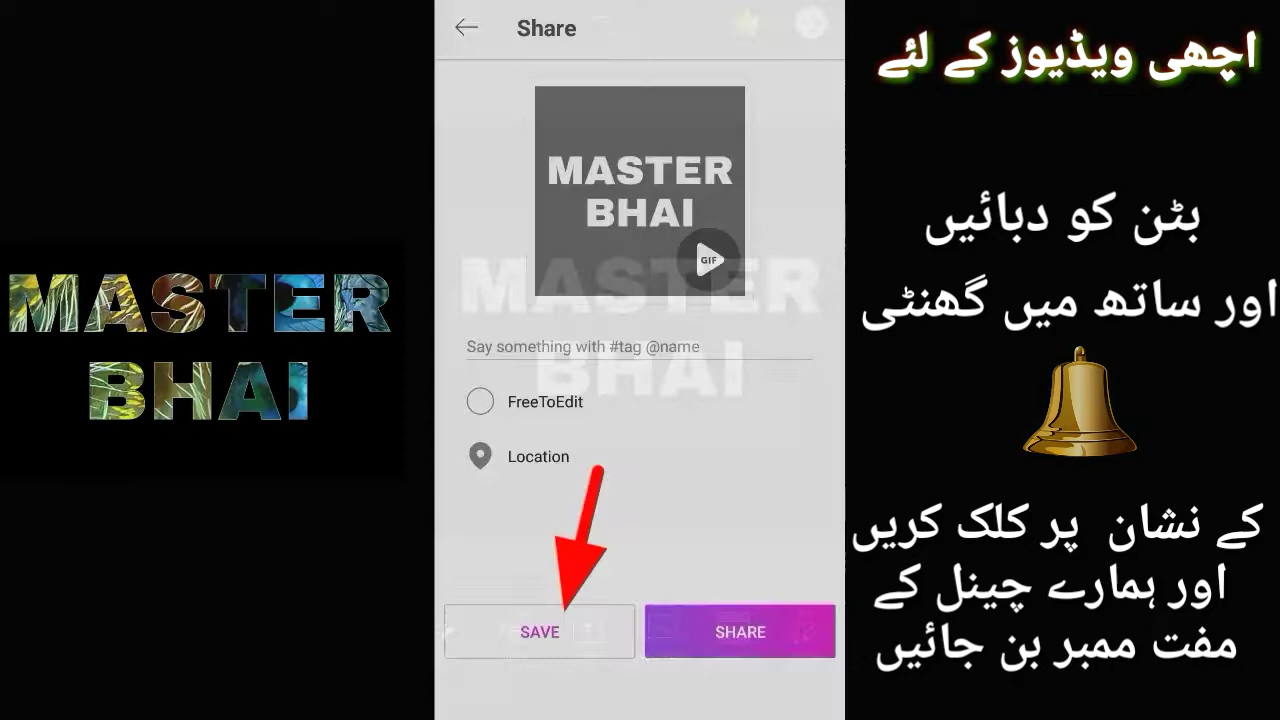 MASTER
BHAI
Share
MASTER
BHAI
GIF
MASTER
BHAI
Say something with #tag @name
FreeToEdit
Location
SAVE
SHARE
اچھی ویڈیوز کے لئے
بٹن کو دبائیں
اور ساتھ میں گھنٹی
کے نشان پر کلک کریں
اور ہمارے چینل کے
مفت ممبر بن جائیں